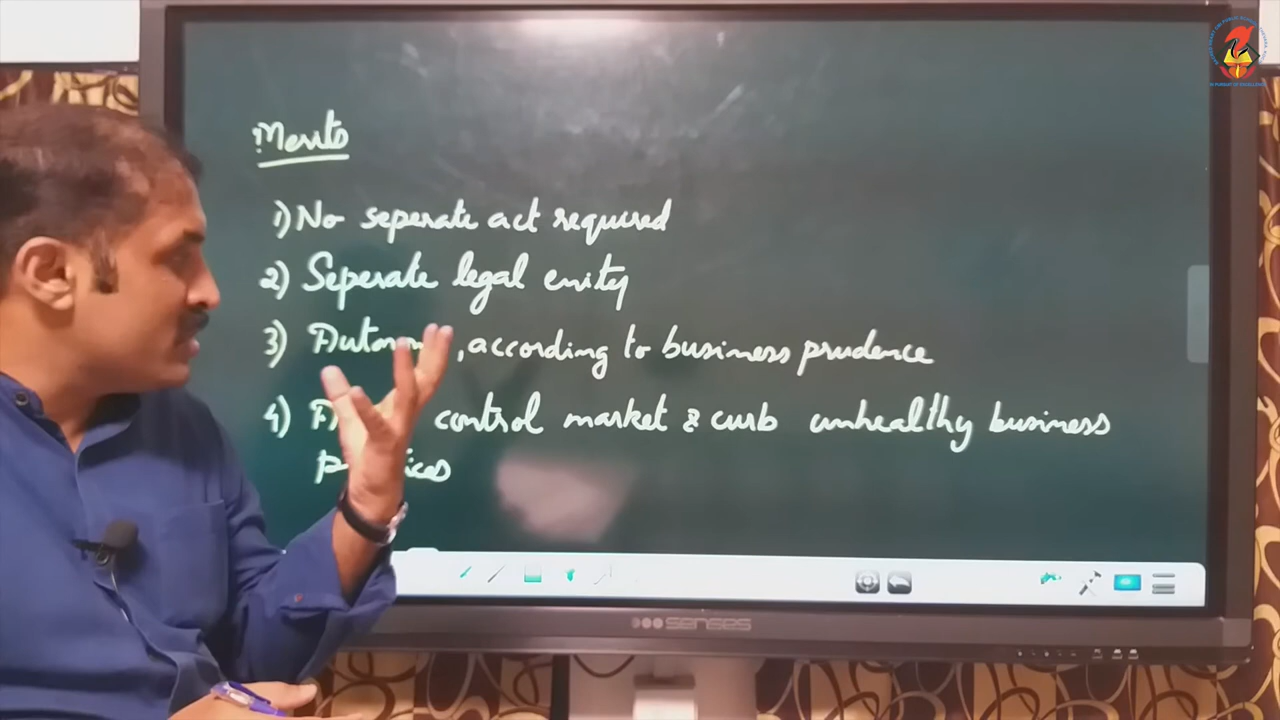 Merits
1) No seperate act required
2) Seperate legal enity
3) , according to business prudence
4) control market & curb unhealthy business
senses